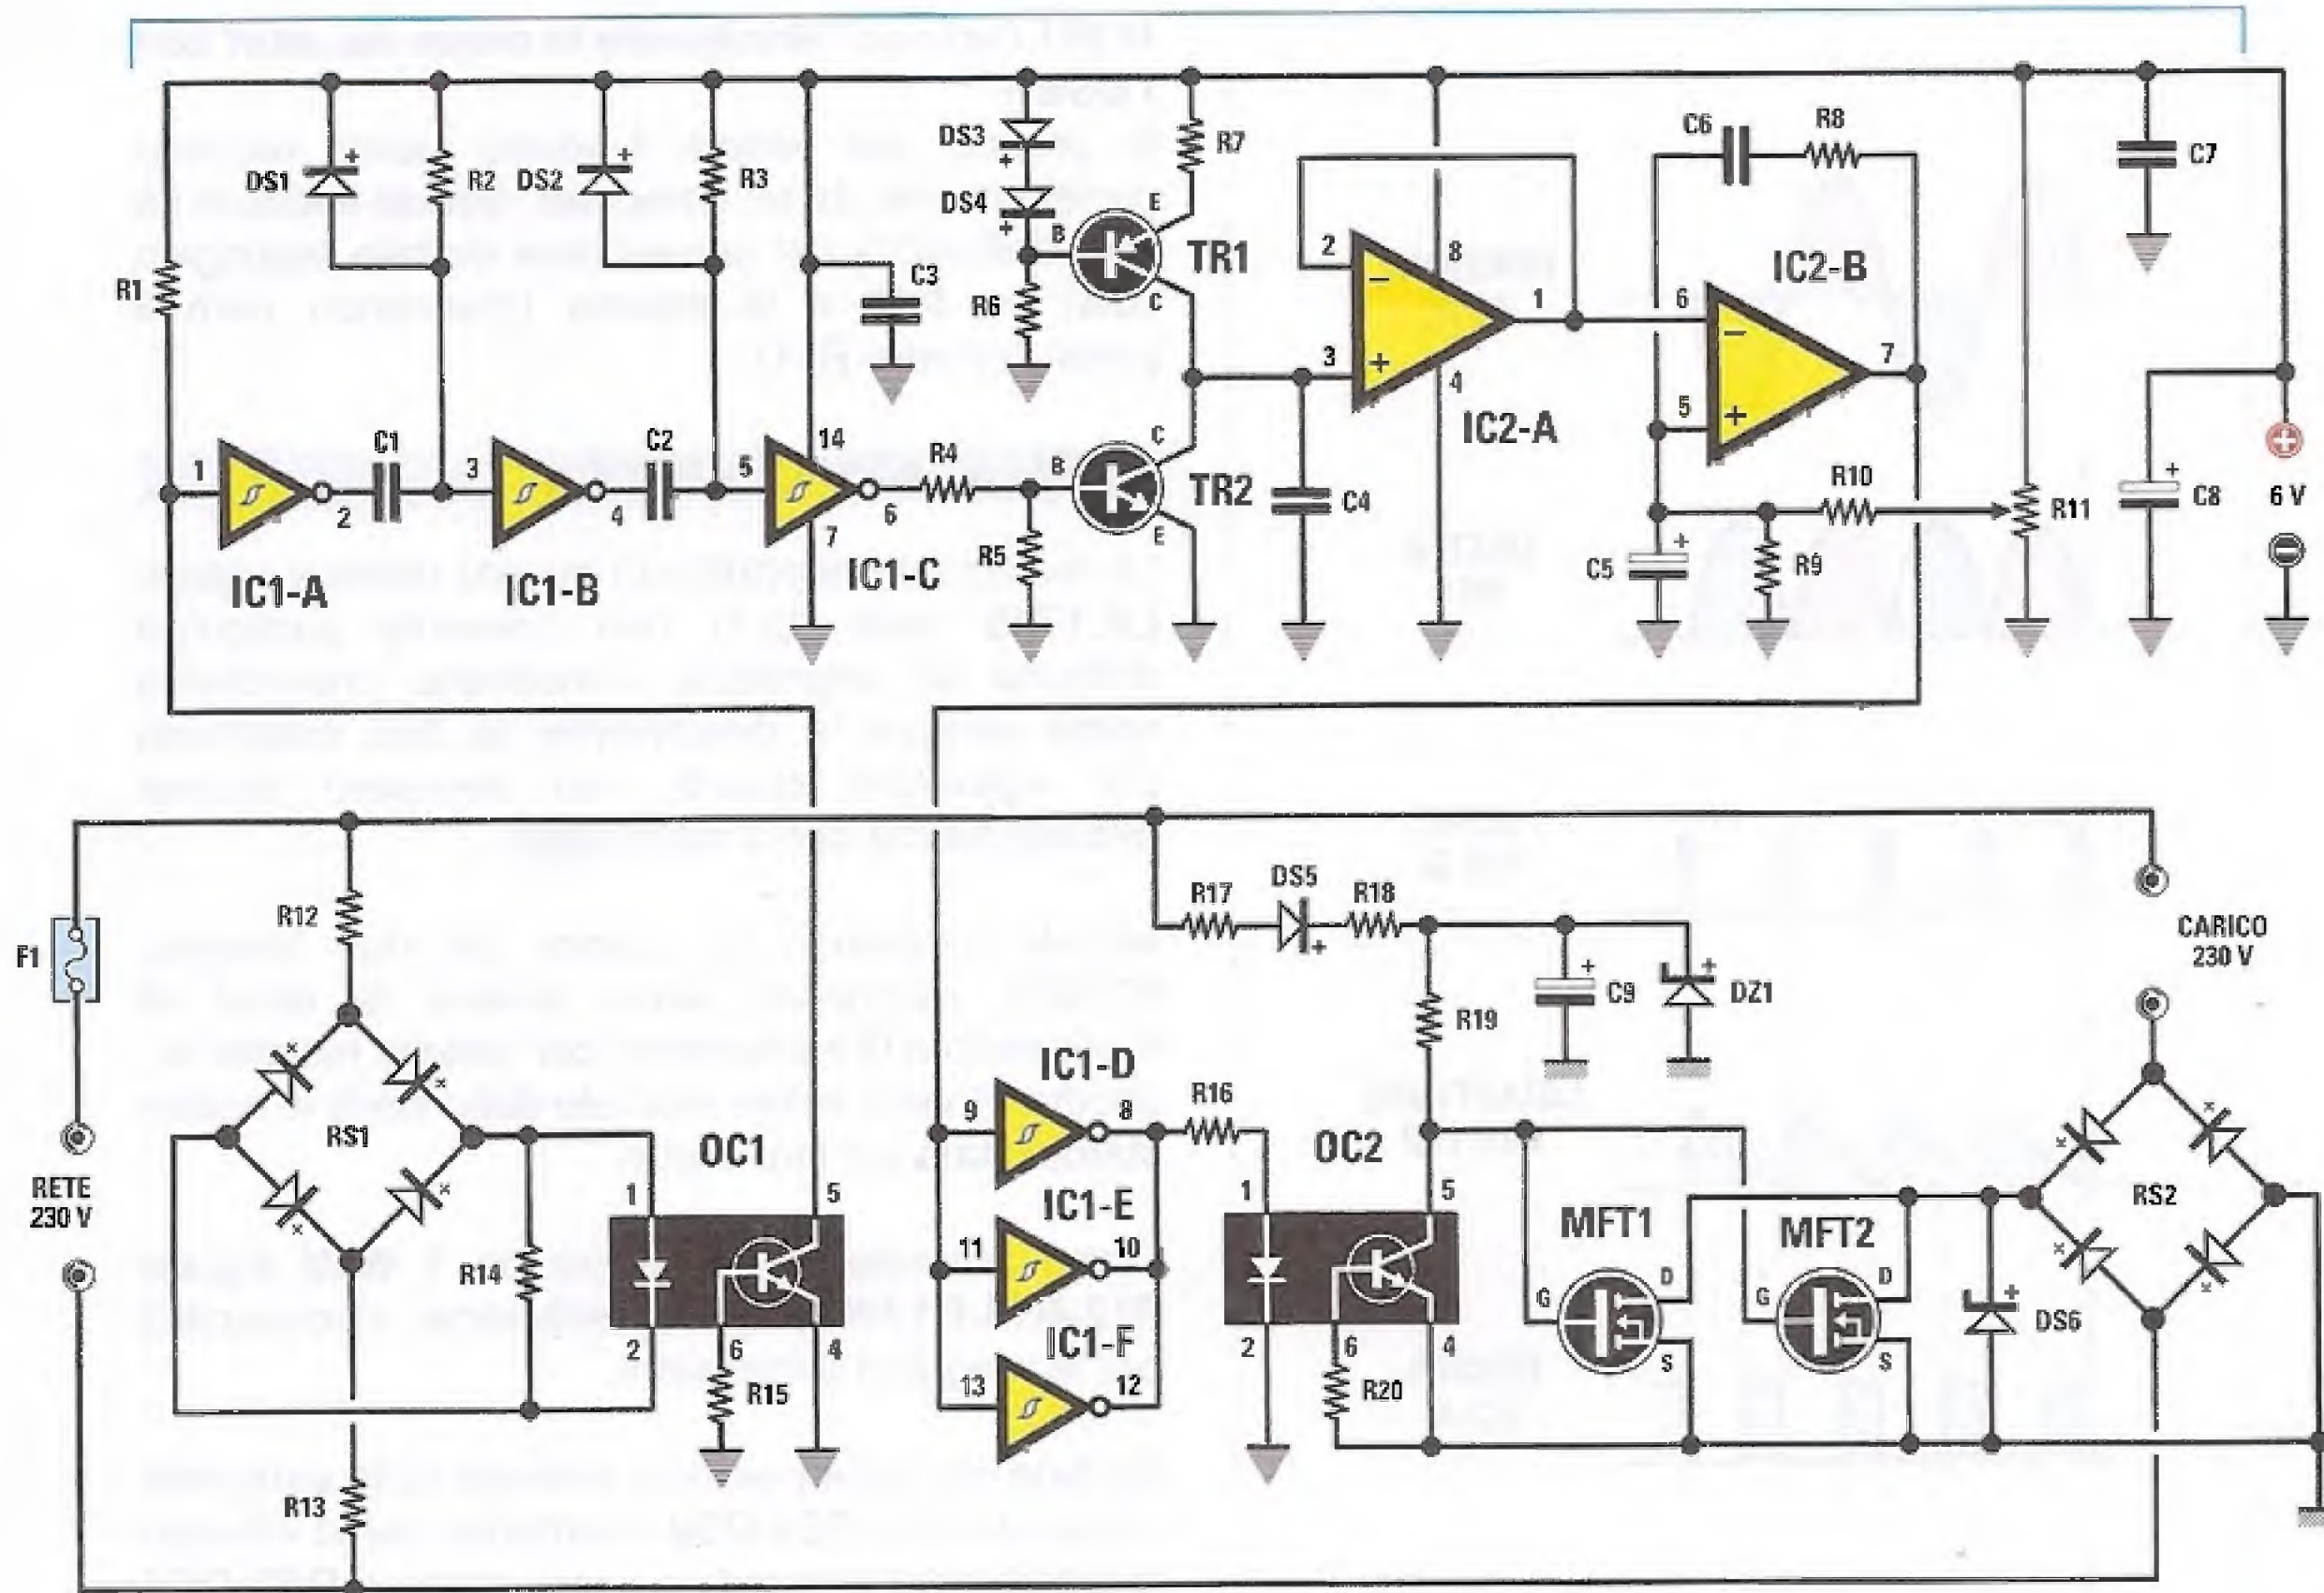 DS1
+
R2
DS2
+
R3
DS3
+
DS4
+
R7
R1
C3
R6
B
E
C
TR1
2
−
3
+
8
4
1
IC2-A
C6
R8
6
−
5
+
7
IC2-B
C7
1
2
C1
3
4
C2
5
14
7
6
R4
B
C
E
TR2
C4
R5
IC1-A
IC1-B
IC1-C
C5
+
R9
R10
R11
C8
+
+
6 V
−
F1
R12
RS1
RETE
230 V
R13
R14
OC1
1
2
5
6
4
R15
R17
DS5
+
R18
R19
C9
+
DZ1
+
CARICO
230 V
IC1-D
9
8
R16
IC1-E
11
10
IC1-F
13
12
OC2
1
2
5
6
4
R20
MFT1
G
D
S
MFT2
G
D
S
DS6
+
RS2